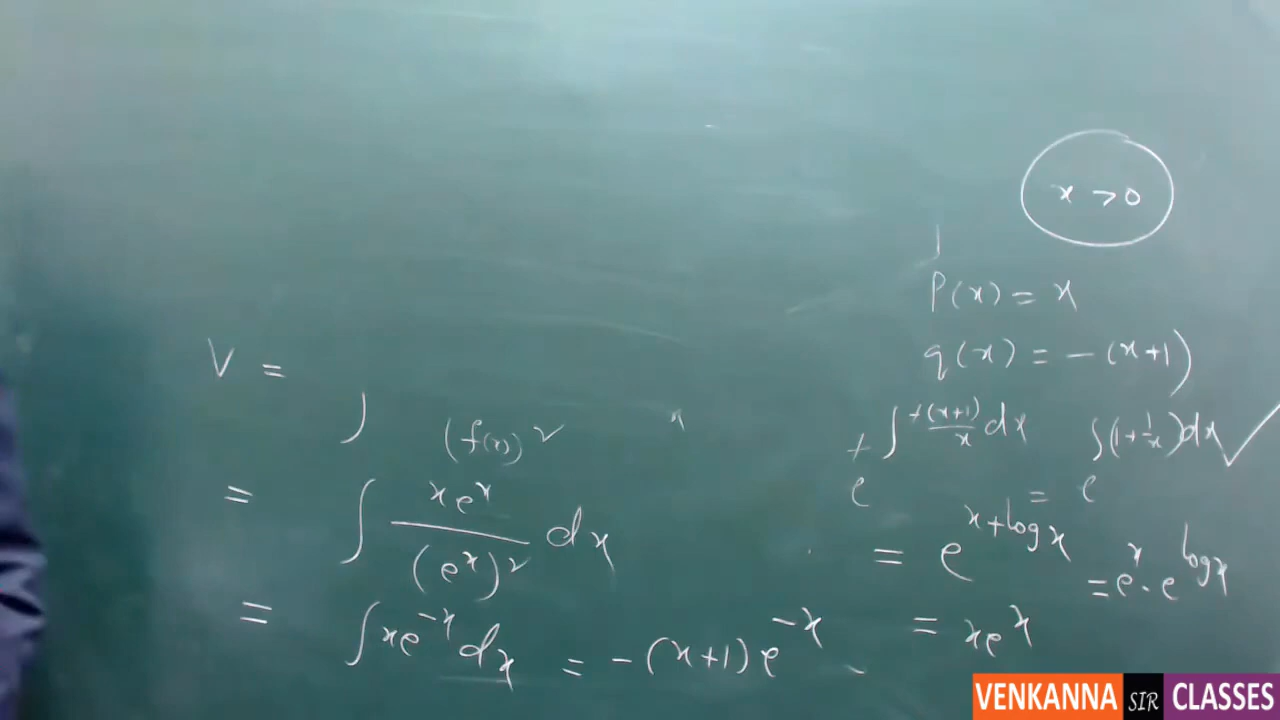 x > 0
P(x) = x
q(x) = -(x+1)
V =
∫ (f(x))²
+ e^{∫ +(x+1)/x dx} = e^{∫(1+1/x)dx} ✓
= ∫ xe^x/(e^x)² dx
= e^{x+log x} = e^x · e^{log x}
= ∫ xe^{-x} dx = -(x+1)e^{-x}
= xe^x
VENKANNA SIR CLASSES